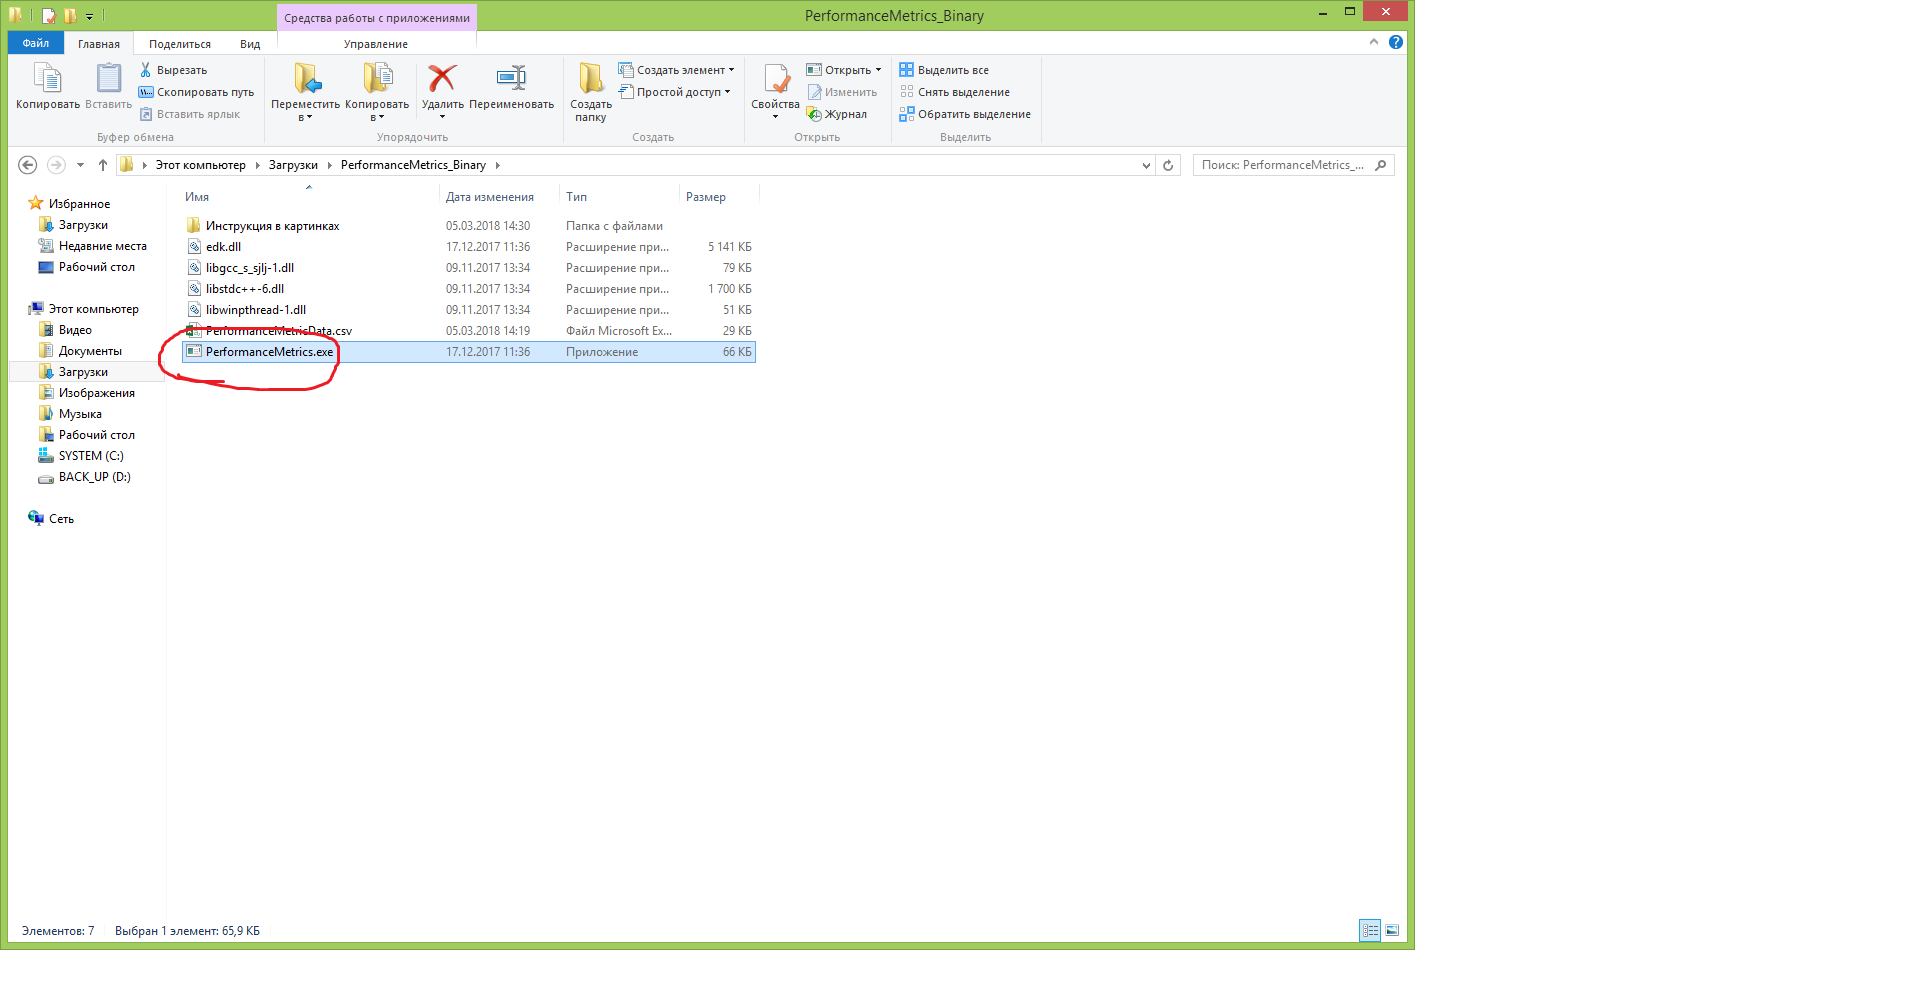 Средства работы с приложениями
PerformanceMetrics_Binary
Файл Главная Поделиться Вид Управление
Копировать
Вставить
Вырезать
Скопировать путь
Вставить ярлык
Буфер обмена
Переместить в
Копировать в
Удалить
Переименовать
Упорядочить
Создать папку
Создать элемент
Простой доступ
Создать
Свойства
Открыть
Изменить
Журнал
Открыть
Выделить все
Снять выделение
Обратить выделение
Выделить
Этот компьютер Загрузки PerformanceMetrics_Binary
Поиск: PerformanceMetrics_...
Избранное
Загрузки
Недавние места
Рабочий стол
Этот компьютер
Видео
Документы
Загрузки
Изображения
Музыка
Рабочий стол
SYSTEM (C:)
BACK_UP (D:)
Сеть
Имя Дата изменения Тип Размер
Инструкция в картинках 05.03.2018 14:30 Папка с файлами
edk.dll 17.12.2017 11:36 Расширение при... 5 141 КБ
libgcc_s_sjlj-1.dll 09.11.2017 13:34 Расширение при... 79 КБ
libstdc++-6.dll 09.11.2017 13:34 Расширение при... 1 700 КБ
libwinpthread-1.dll 09.11.2017 13:34 Расширение при... 51 КБ
PerformanceMetricData.csv 05.03.2018 14:19 Файл Microsoft Ex... 29 КБ
PerformanceMetrics.exe 17.12.2017 11:36 Приложение 66 КБ
Элементов: 7 Выбран 1 элемент: 65,9 КБ